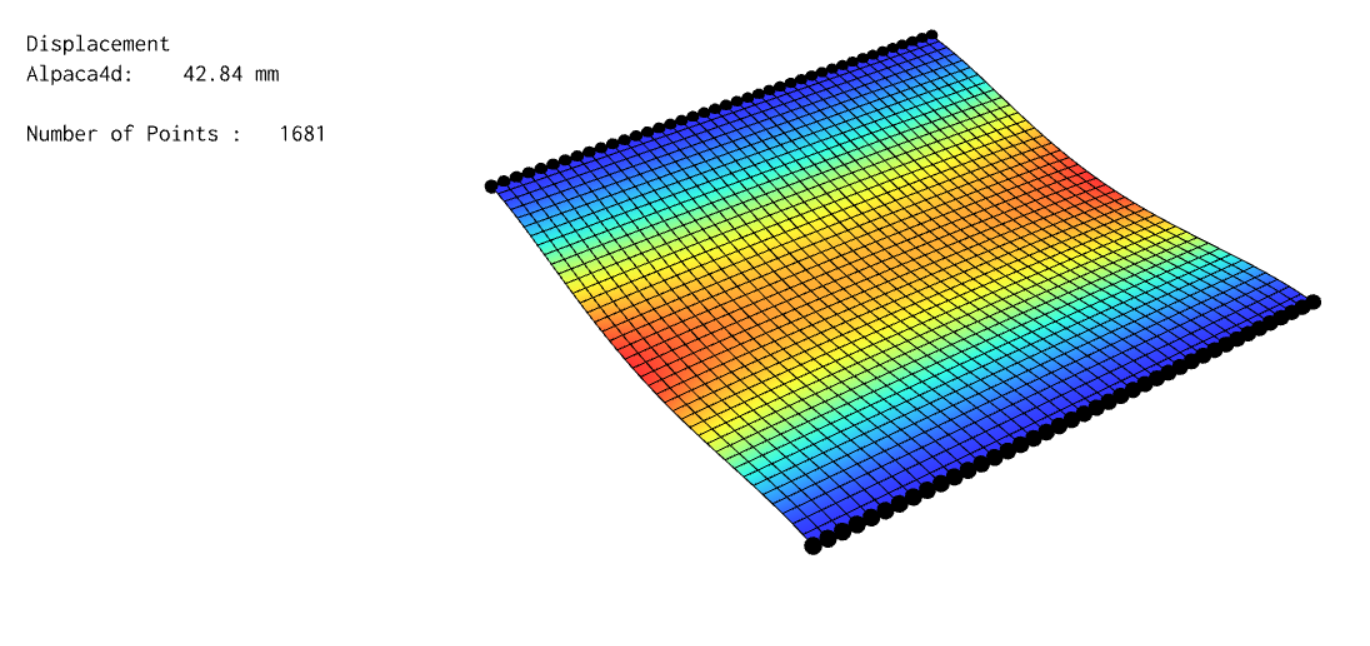 Displacement
Alpaca4d: 42.84 mm
Number of Points : 1681